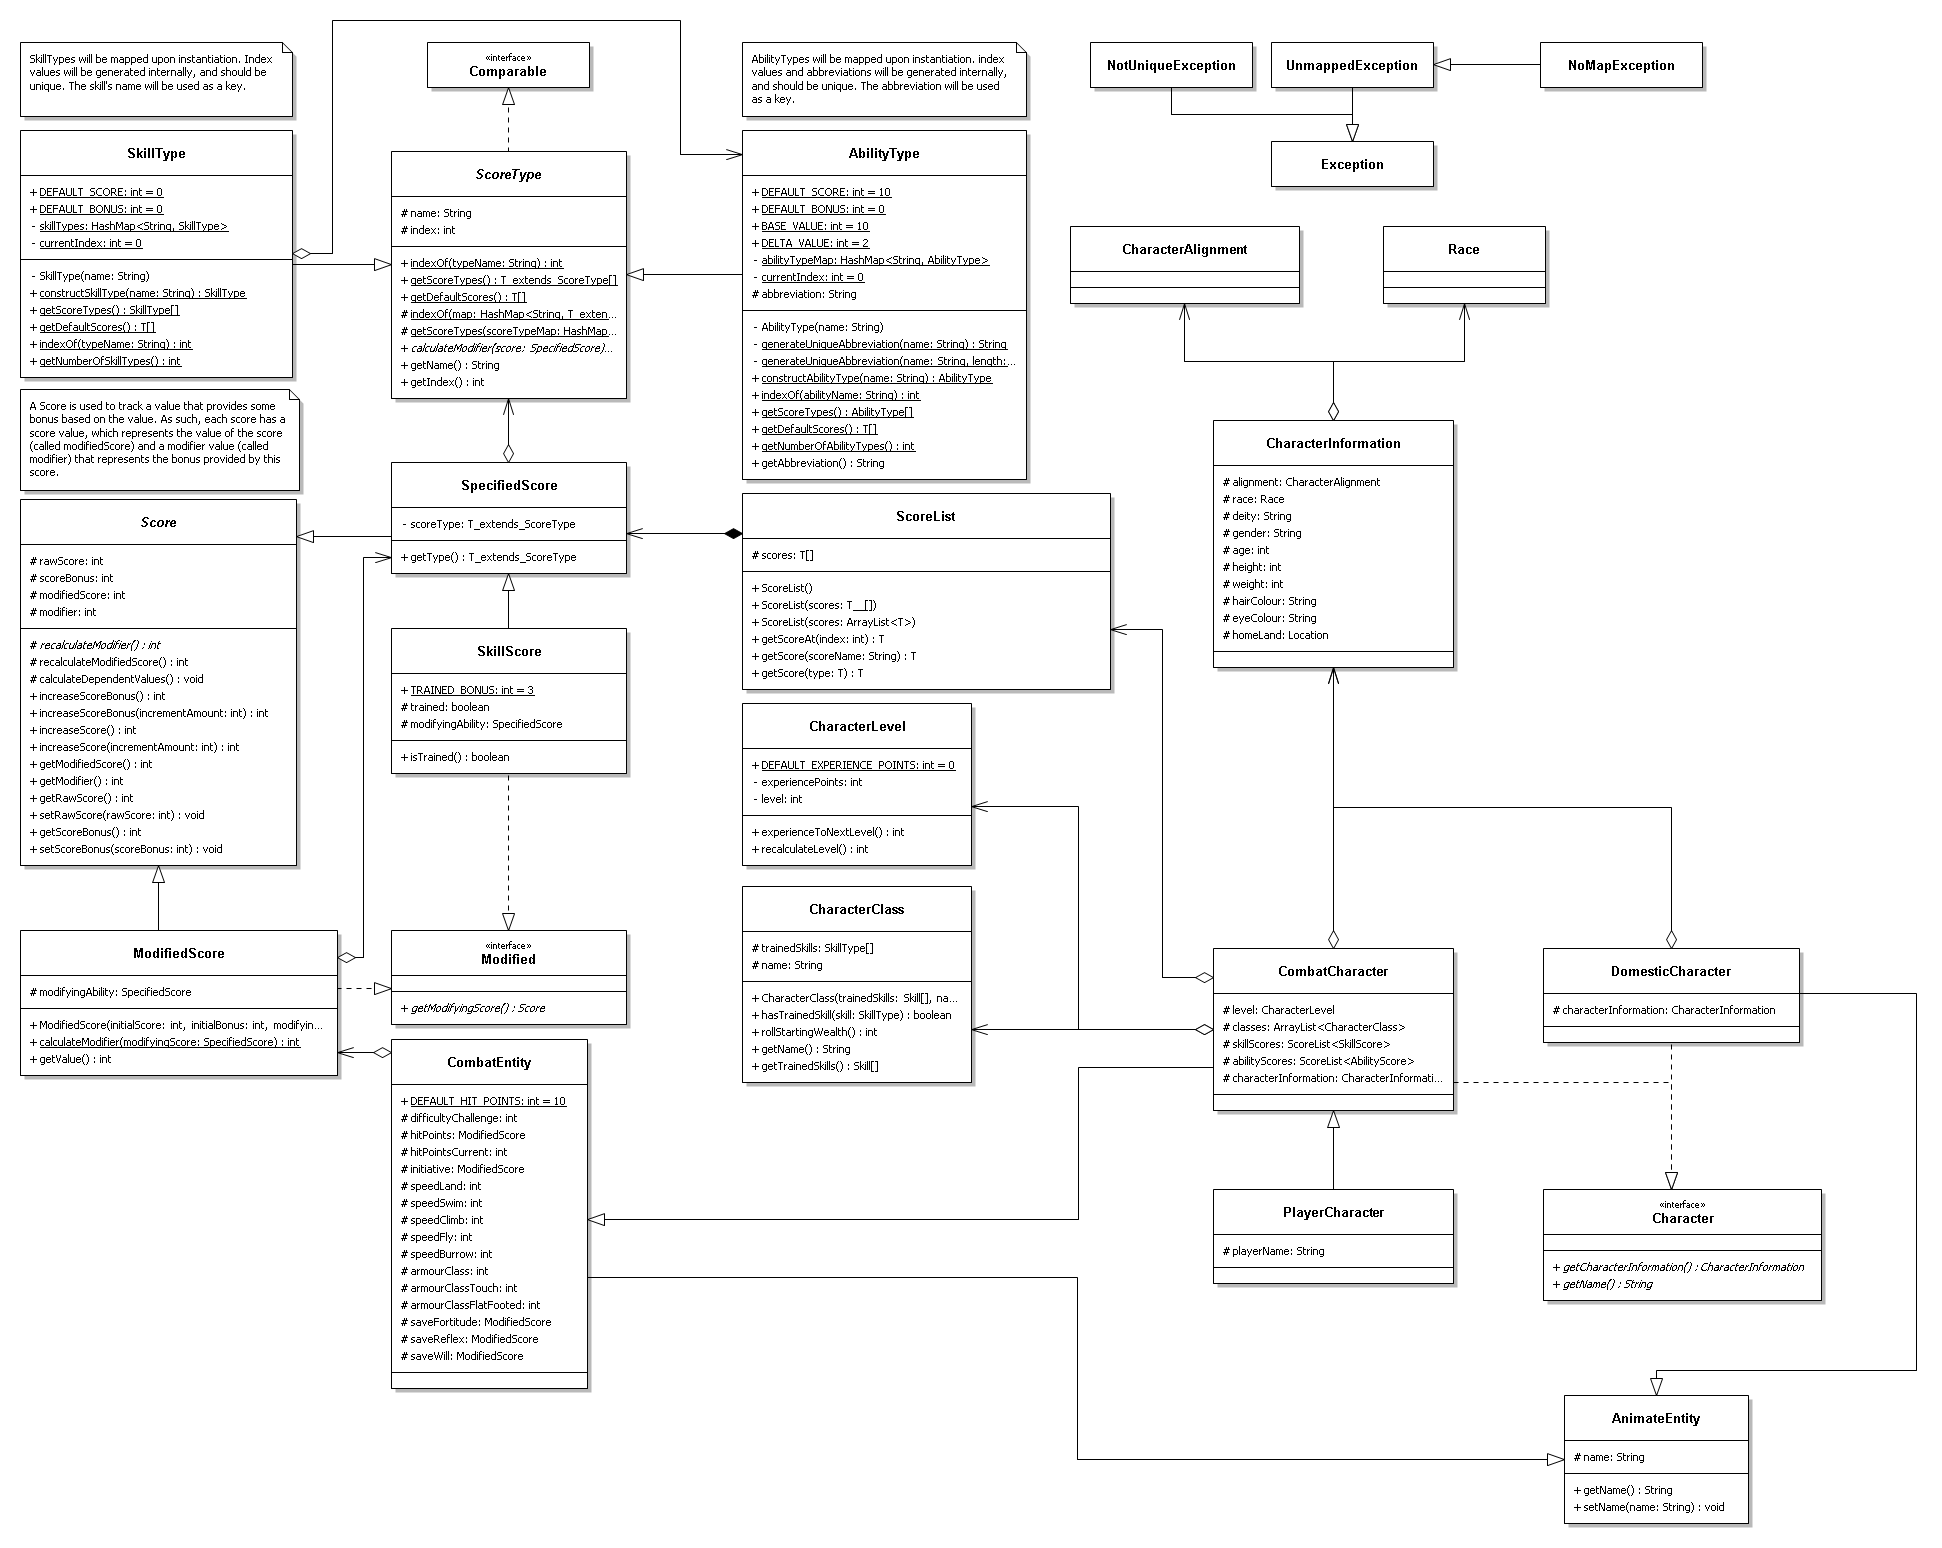 SkillTypes will be mapped upon instantiation. Index
values will be generated internally, and should be
unique. The skill's name will be used as a key.
«interface»
Comparable
AbilityTypes will be mapped upon instantiation. index
values and abbreviations will be generated internally,
and should be unique. The abbreviation will be used
as a key.
NotUniqueException
UnmappedException
NoMapException
Exception
SkillType
+ DEFAULT_SCORE: int = 0
+ DEFAULT_BONUS: int = 0
- skillTypes: HashMap<String, SkillType>
- currentIndex: int = 0
- SkillType(name: String)
+ constructSkillType(name: String) : SkillType
+ getScoreTypes() : SkillType[]
+ getDefaultScores() : T[]
+ indexOf(typeName: String) : int
+ getNumberOfSkillTypes() : int
ScoreType
# name: String
# index: int
+ indexOf(typeName: String) : int
+ getScoreTypes() : T_extends_ScoreType[]
+ getDefaultScores() : T[]
# indexOf(map: HashMap<String, T_exten...
# getScoreTypes(scoreTypeMap: HashMap...
+ calculateModifier(score: SpecifiedScore)...
+ getName() : String
+ getIndex() : int
AbilityType
+ DEFAULT_SCORE: int = 10
+ DEFAULT_BONUS: int = 0
+ BASE_VALUE: int = 10
+ DELTA_VALUE: int = 2
- abilityTypeMap: HashMap<String, AbilityType>
- currentIndex: int = 0
# abbreviation: String
- AbilityType(name: String)
- generateUniqueAbbreviation(name: String) : String
- generateUniqueAbbreviation(name: String, length:...
+ constructAbilityType(name: String) : AbilityType
+ indexOf(abilityName: String) : int
+ getScoreTypes() : AbilityType[]
+ getDefaultScores() : T[]
+ getNumberOfAbilityTypes() : int
+ getAbbreviation() : String
CharacterAlignment
Race
A Score is used to track a value that provides some
bonus based on the value. As such, each score has a
score value, which represents the value of the score
(called modifiedScore) and a modifier value (called
modifier) that represents the bonus provided by this
score.
Score
# rawScore: int
# scoreBonus: int
# modifiedScore: int
# modifier: int
# recalculateModifier() : int
# recalculateModifiedScore() : int
# calculateDependentValues() : void
+ increaseScoreBonus() : int
+ increaseScoreBonus(incrementAmount: int) : int
+ increaseScore() : int
+ increaseScore(incrementAmount: int) : int
+ getModifiedScore() : int
+ getModifier() : int
+ getRawScore() : int
+ setRawScore(rawScore: int) : void
+ getScoreBonus() : int
+ setScoreBonus(scoreBonus: int) : void
SpecifiedScore
- scoreType: T_extends_ScoreType
+ getType() : T_extends_ScoreType
SkillScore
+ TRAINED_BONUS: int = 3
# trained: boolean
# modifyingAbility: SpecifiedScore
+ isTrained() : boolean
ScoreList
# scores: T[]
+ ScoreList()
+ ScoreList(scores: T__[])
+ ScoreList(scores: ArrayList<T>)
+ getScoreAt(index: int) : T
+ getScore(scoreName: String) : T
+ getScore(type: T) : T
CharacterInformation
# alignment: CharacterAlignment
# race: Race
# deity: String
# gender: String
# age: int
# height: int
# weight: int
# hairColour: String
# eyeColour: String
# homeLand: Location
CharacterLevel
+ DEFAULT_EXPERIENCE_POINTS: int = 0
- experiencePoints: int
- level: int
+ experienceToNextLevel() : int
+ recalculateLevel() : int
CharacterClass
# trainedSkills: SkillType[]
# name: String
+ CharacterClass(trainedSkills: Skill[], na...
+ hasTrainedSkill(skill: SkillType) : boolean
+ rollStartingWealth() : int
+ getName() : String
+ getTrainedSkills() : Skill[]
ModifiedScore
# modifyingAbility: SpecifiedScore
+ ModifiedScore(initialScore: int, initialBonus: int, modifyin...
+ calculateModifier(modifyingScore: SpecifiedScore) : int
+ getValue() : int
«interface»
Modified
+ getModifyingScore() : Score
CombatEntity
+ DEFAULT_HIT_POINTS: int = 10
# difficultyChallenge: int
# hitPoints: ModifiedScore
# hitPointsCurrent: int
# initiative: ModifiedScore
# speedLand: int
# speedSwim: int
# speedClimb: int
# speedFly: int
# speedBurrow: int
# armourClass: int
# armourClassTouch: int
# armourClassFlatFooted: int
# saveFortitude: ModifiedScore
# saveReflex: ModifiedScore
# saveWill: ModifiedScore
CombatCharacter
# level: CharacterLevel
# classes: ArrayList<CharacterClass>
# skillScores: ScoreList<SkillScore>
# abilityScores: ScoreList<AbilityScore>
# characterInformation: CharacterInformati...
DomesticCharacter
# characterInformation: CharacterInformation
PlayerCharacter
# playerName: String
«interface»
Character
+ getCharacterInformation() : CharacterInformation
+ getName() : String
AnimateEntity
# name: String
+ getName() : String
+ setName(name: String) : void